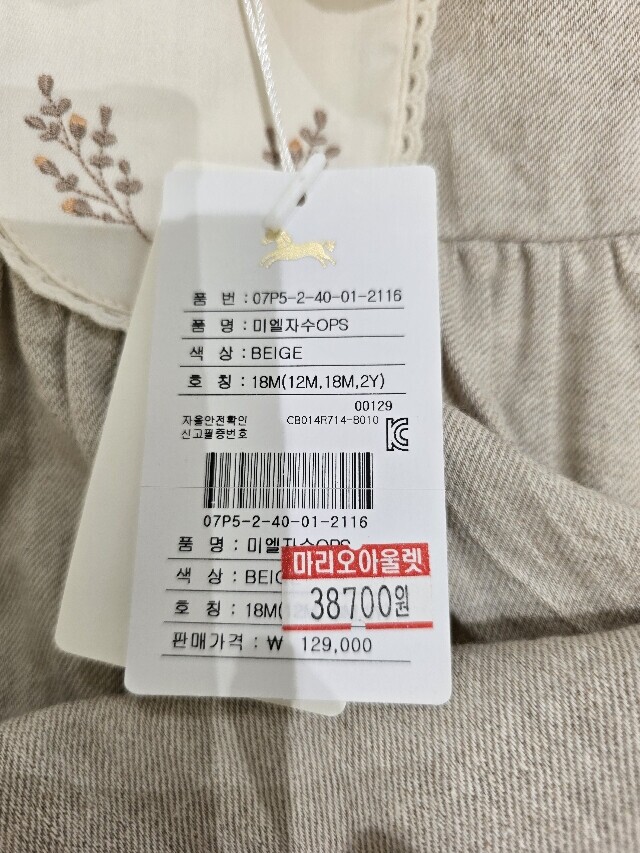 품 번 : 07P5-2-40-01-2116
품 명 : 미엘자수OPS
색 상 : BEIGE
호 칭 : 18M(12M,18M,2Y)
00129
자율안전확인 CB014R714-8010
신고필증번호
07P5-2-40-01-2116
품 명 : 미엘자수OPS
마리오아울렛
색 상 : BEIG
38700원
호 칭 : 18M(
판매가격 : ₩ 129,000